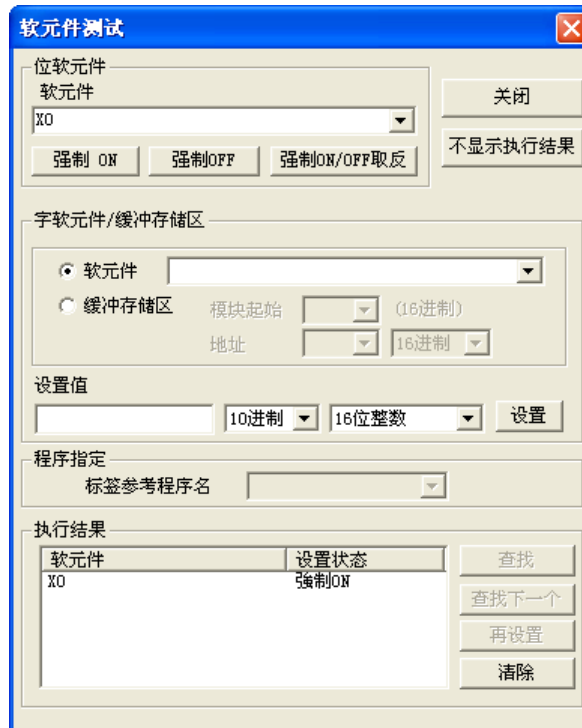 软元件测试
位软元件
软元件
关闭
X0
不显示执行结果
强制 ON 强制OFF 强制ON/OFF取反
字软元件/缓冲存储区
软元件
缓冲存储区 模块起始 (16进制)
地址 16进制
设置值
10进制 16位整数 设置
程序指定
标签参考程序名
执行结果
软元件 设置状态 查找
X0 強制ON
查找下一个
再设置
清除